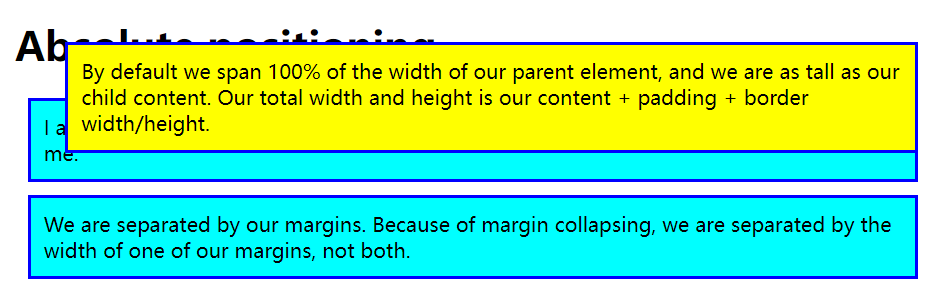 Absolute positioning
By default we span 100% of the width of our parent element, and we are as tall as our
child content. Our total width and height is our content + padding + border
width/height.
I a
me.
We are separated by our margins. Because of margin collapsing, we are separated by the
width of one of our margins, not both.